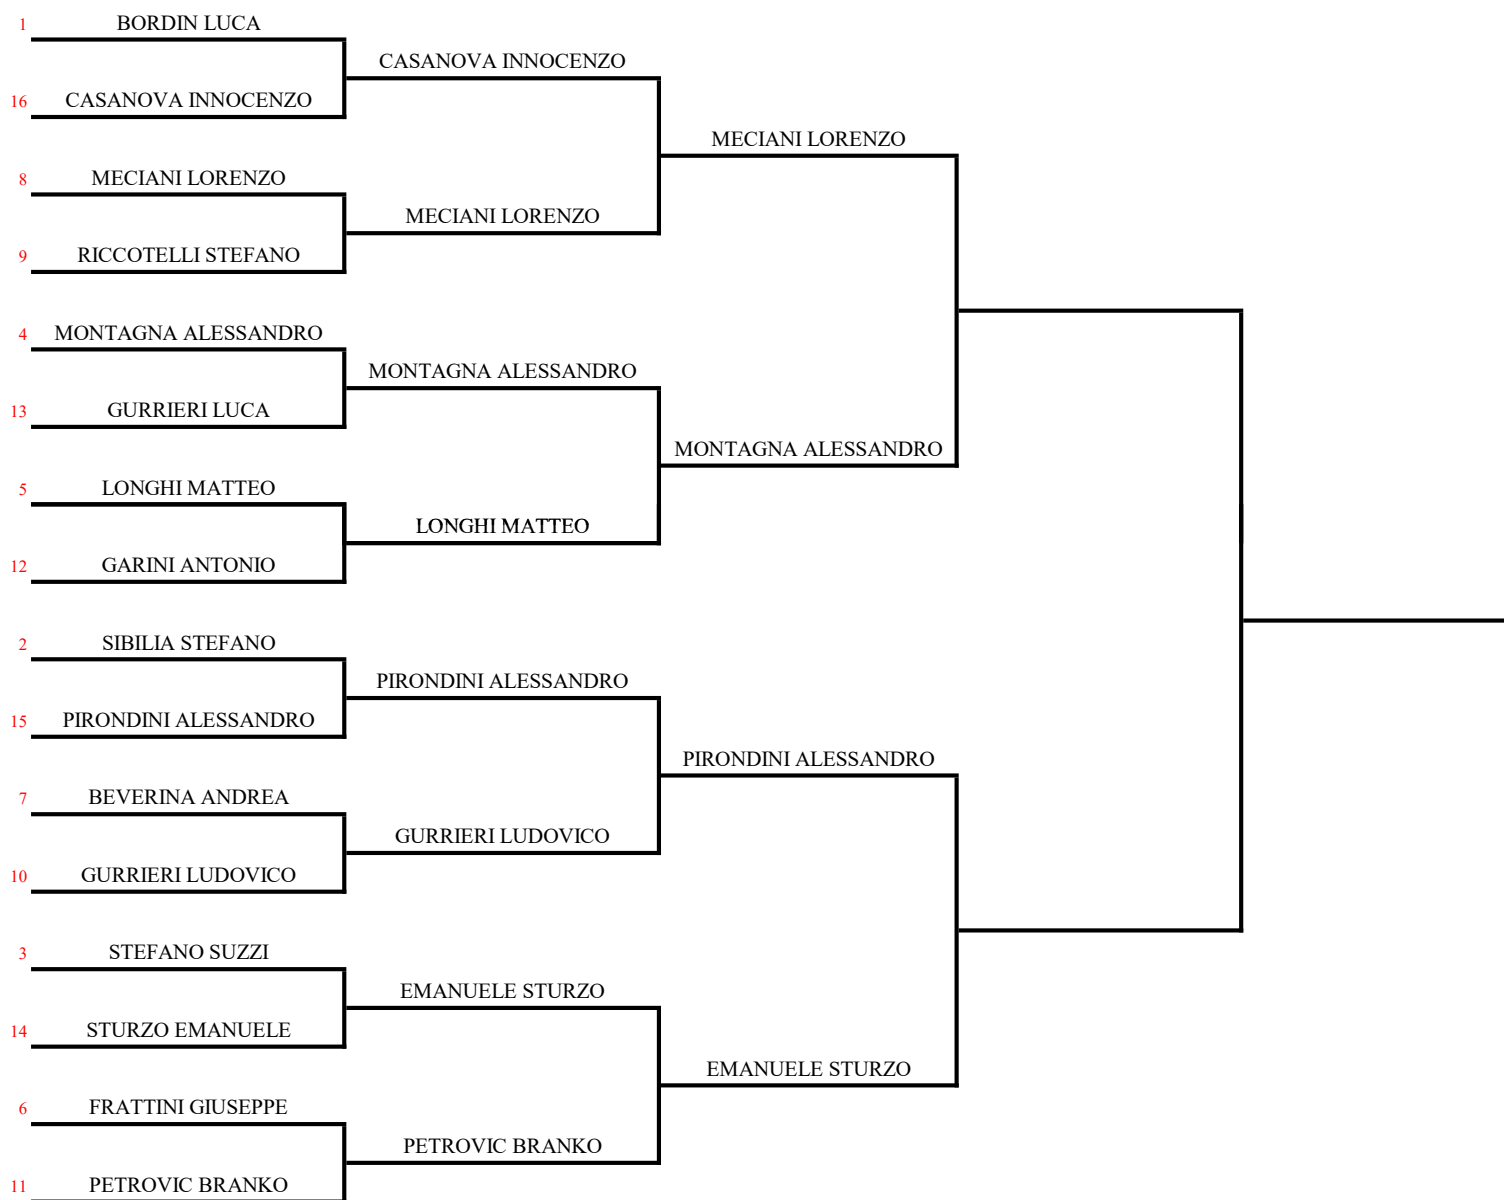 1 BORDIN LUCA
CASANOVA INNOCENZO
16 CASANOVA INNOCENZO
MECIANI LORENZO
8 MECIANI LORENZO
MECIANI LORENZO
9 RICCOTELLI STEFANO
4 MONTAGNA ALESSANDRO
MONTAGNA ALESSANDRO
13 GURRIERI LUCA
MONTAGNA ALESSANDRO
5 LONGHI MATTEO
LONGHI MATTEO
12 GARINI ANTONIO
2 SIBILIA STEFANO
PIRONDINI ALESSANDRO
15 PIRONDINI ALESSANDRO
PIRONDINI ALESSANDRO
7 BEVERINA ANDREA
GURRIERI LUDOVICO
10 GURRIERI LUDOVICO
3 STEFANO SUZZI
EMANUELE STURZO
14 STURZO EMANUELE
EMANUELE STURZO
6 FRATTINI GIUSEPPE
PETROVIC BRANKO
11 PETROVIC BRANKO